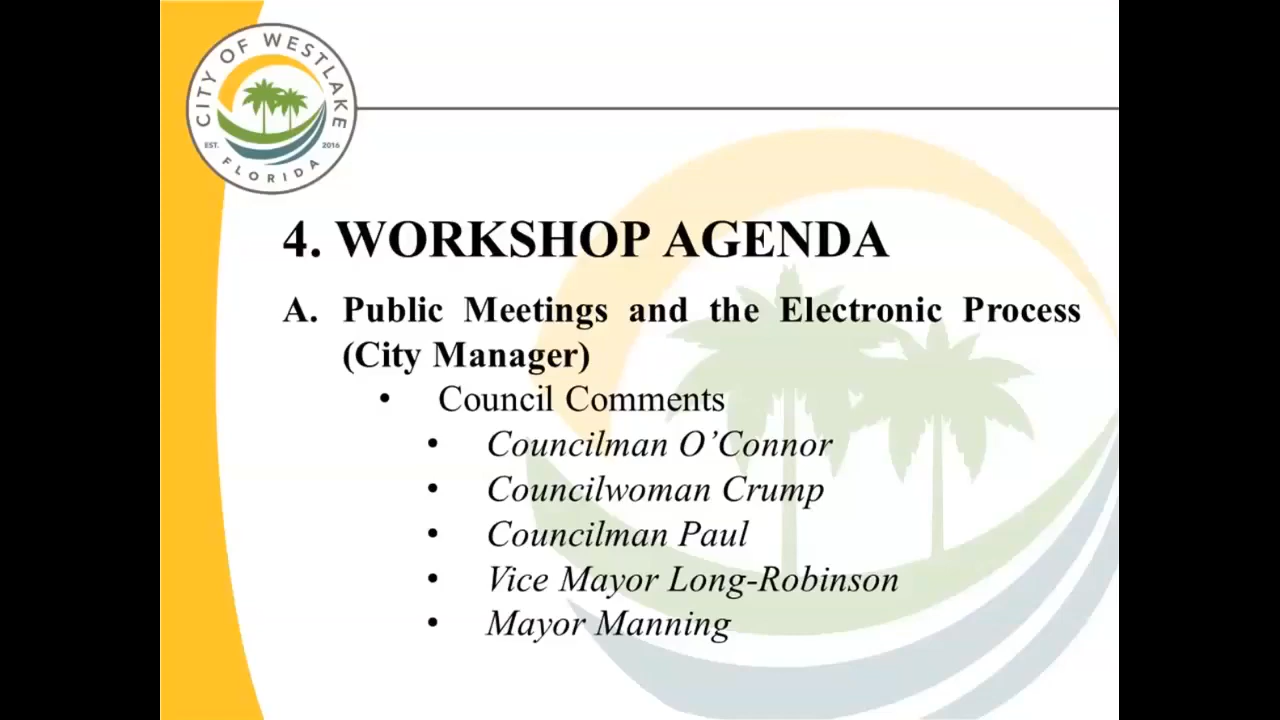 CITY OF WESTLAKE
EST. 2016
FLORIDA
4. WORKSHOP AGENDA
A. Public Meetings and the Electronic Process
(City Manager)
• Council Comments
• Councilman O’Connor
• Councilwoman Crump
• Councilman Paul
• Vice Mayor Long-Robinson
• Mayor Manning